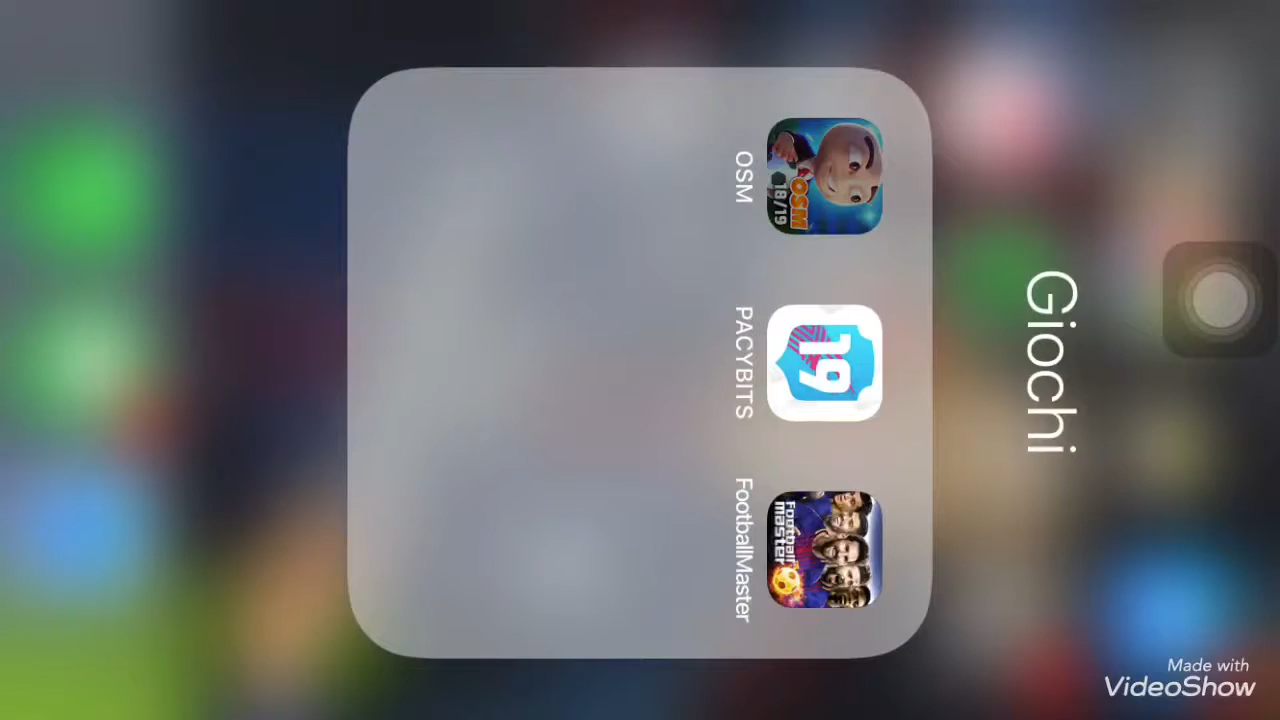 Giochi
OSM
18/19
OSM
19
PACYBITS
Football
master
FootballMaster
Made with
VideoShow